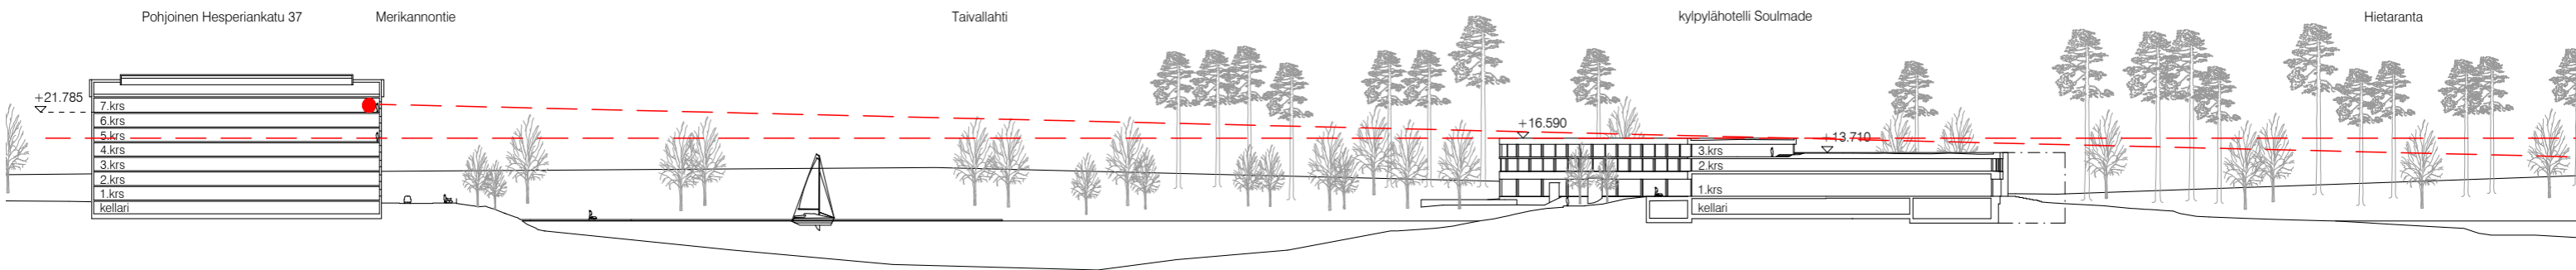 Pohjoinen Hesperiankatu 37
Merikannontie
Taivallahti
kylpylähotelli Soulmade
Hietaranta
+21.785
7.krs
6.krs
5.krs
4.krs
3.krs
2.krs
1.krs
kellari
+16.590
+13.710
3.krs
2.krs
1.krs
kellari